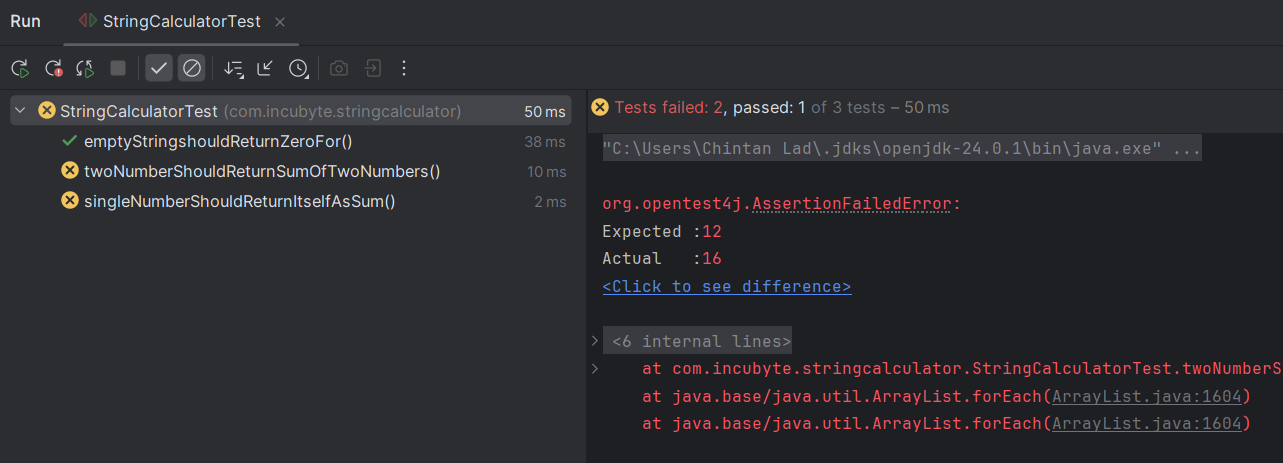 Run StringCalculatorTest ×
StringCalculatorTest (com.incubyte.stringcalculator) 50 ms
emptyStringshouldReturnZeroFor() 38 ms
twoNumberShouldReturnSumOfTwoNumbers() 10 ms
singleNumberShouldReturnItselfAsSum() 2 ms
Tests failed: 2, passed: 1 of 3 tests – 50 ms
"C:\Users\Chintan Lad\.jdks\openjdk-24.0.1\bin\java.exe" ...
org.opentest4j.AssertionFailedError:
Expected :12
Actual   :16
<Click to see difference>
<6 internal lines>
at com.incubyte.stringcalculator.StringCalculatorTest.twoNumberS
at java.base/java.util.ArrayList.forEach(ArrayList.java:1604)
at java.base/java.util.ArrayList.forEach(ArrayList.java:1604)